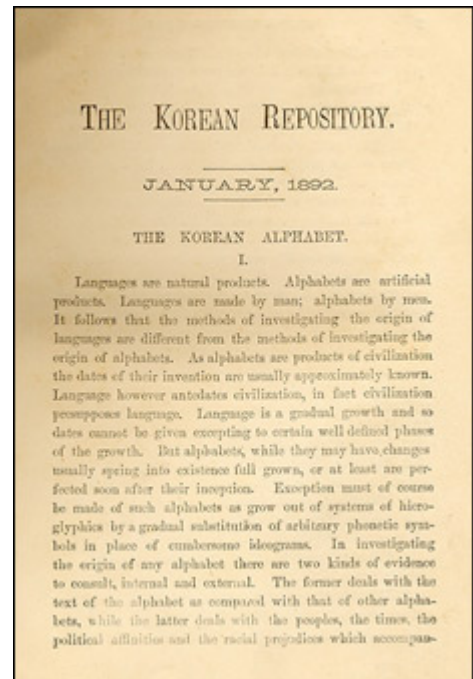 THE KOREAN REPOSITORY.
JANUARY, 1892.
THE KOREAN ALPHABET.
I.
Languages are natural products. Alphabets are artificial
products. Languages are made by man; alphabets by men.
It follows that the methods of investigating the origin of
languages are different from the methods of investigating the
origin of alphabets. As alphabets are products of civilization
the dates of their invention are usually approximately known.
Language however antedates civilization, in fact civilization
presupposes language. Language is a gradual growth and so
dates cannot be given excepting to certain well defined phases
of the growth. But alphabets, while they may have changes
usually spring into existence full grown, or at least are per-
fected soon after their inception. Exception must of course
be made of such alphabets as grow out of systems of hiero-
glyphics by a gradual substitution of arbitrary phonetic sym-
bols in place of cumbersome ideograms. In investigating
the origin of any alphabet there are two kinds of evidence
to consult, internal and external. The former deals with the
text of the alphabet as compared with that of other alpha-
bets, while the latter deals with the peoples, the times, the
political affinities and the racial prejudices which accompan-